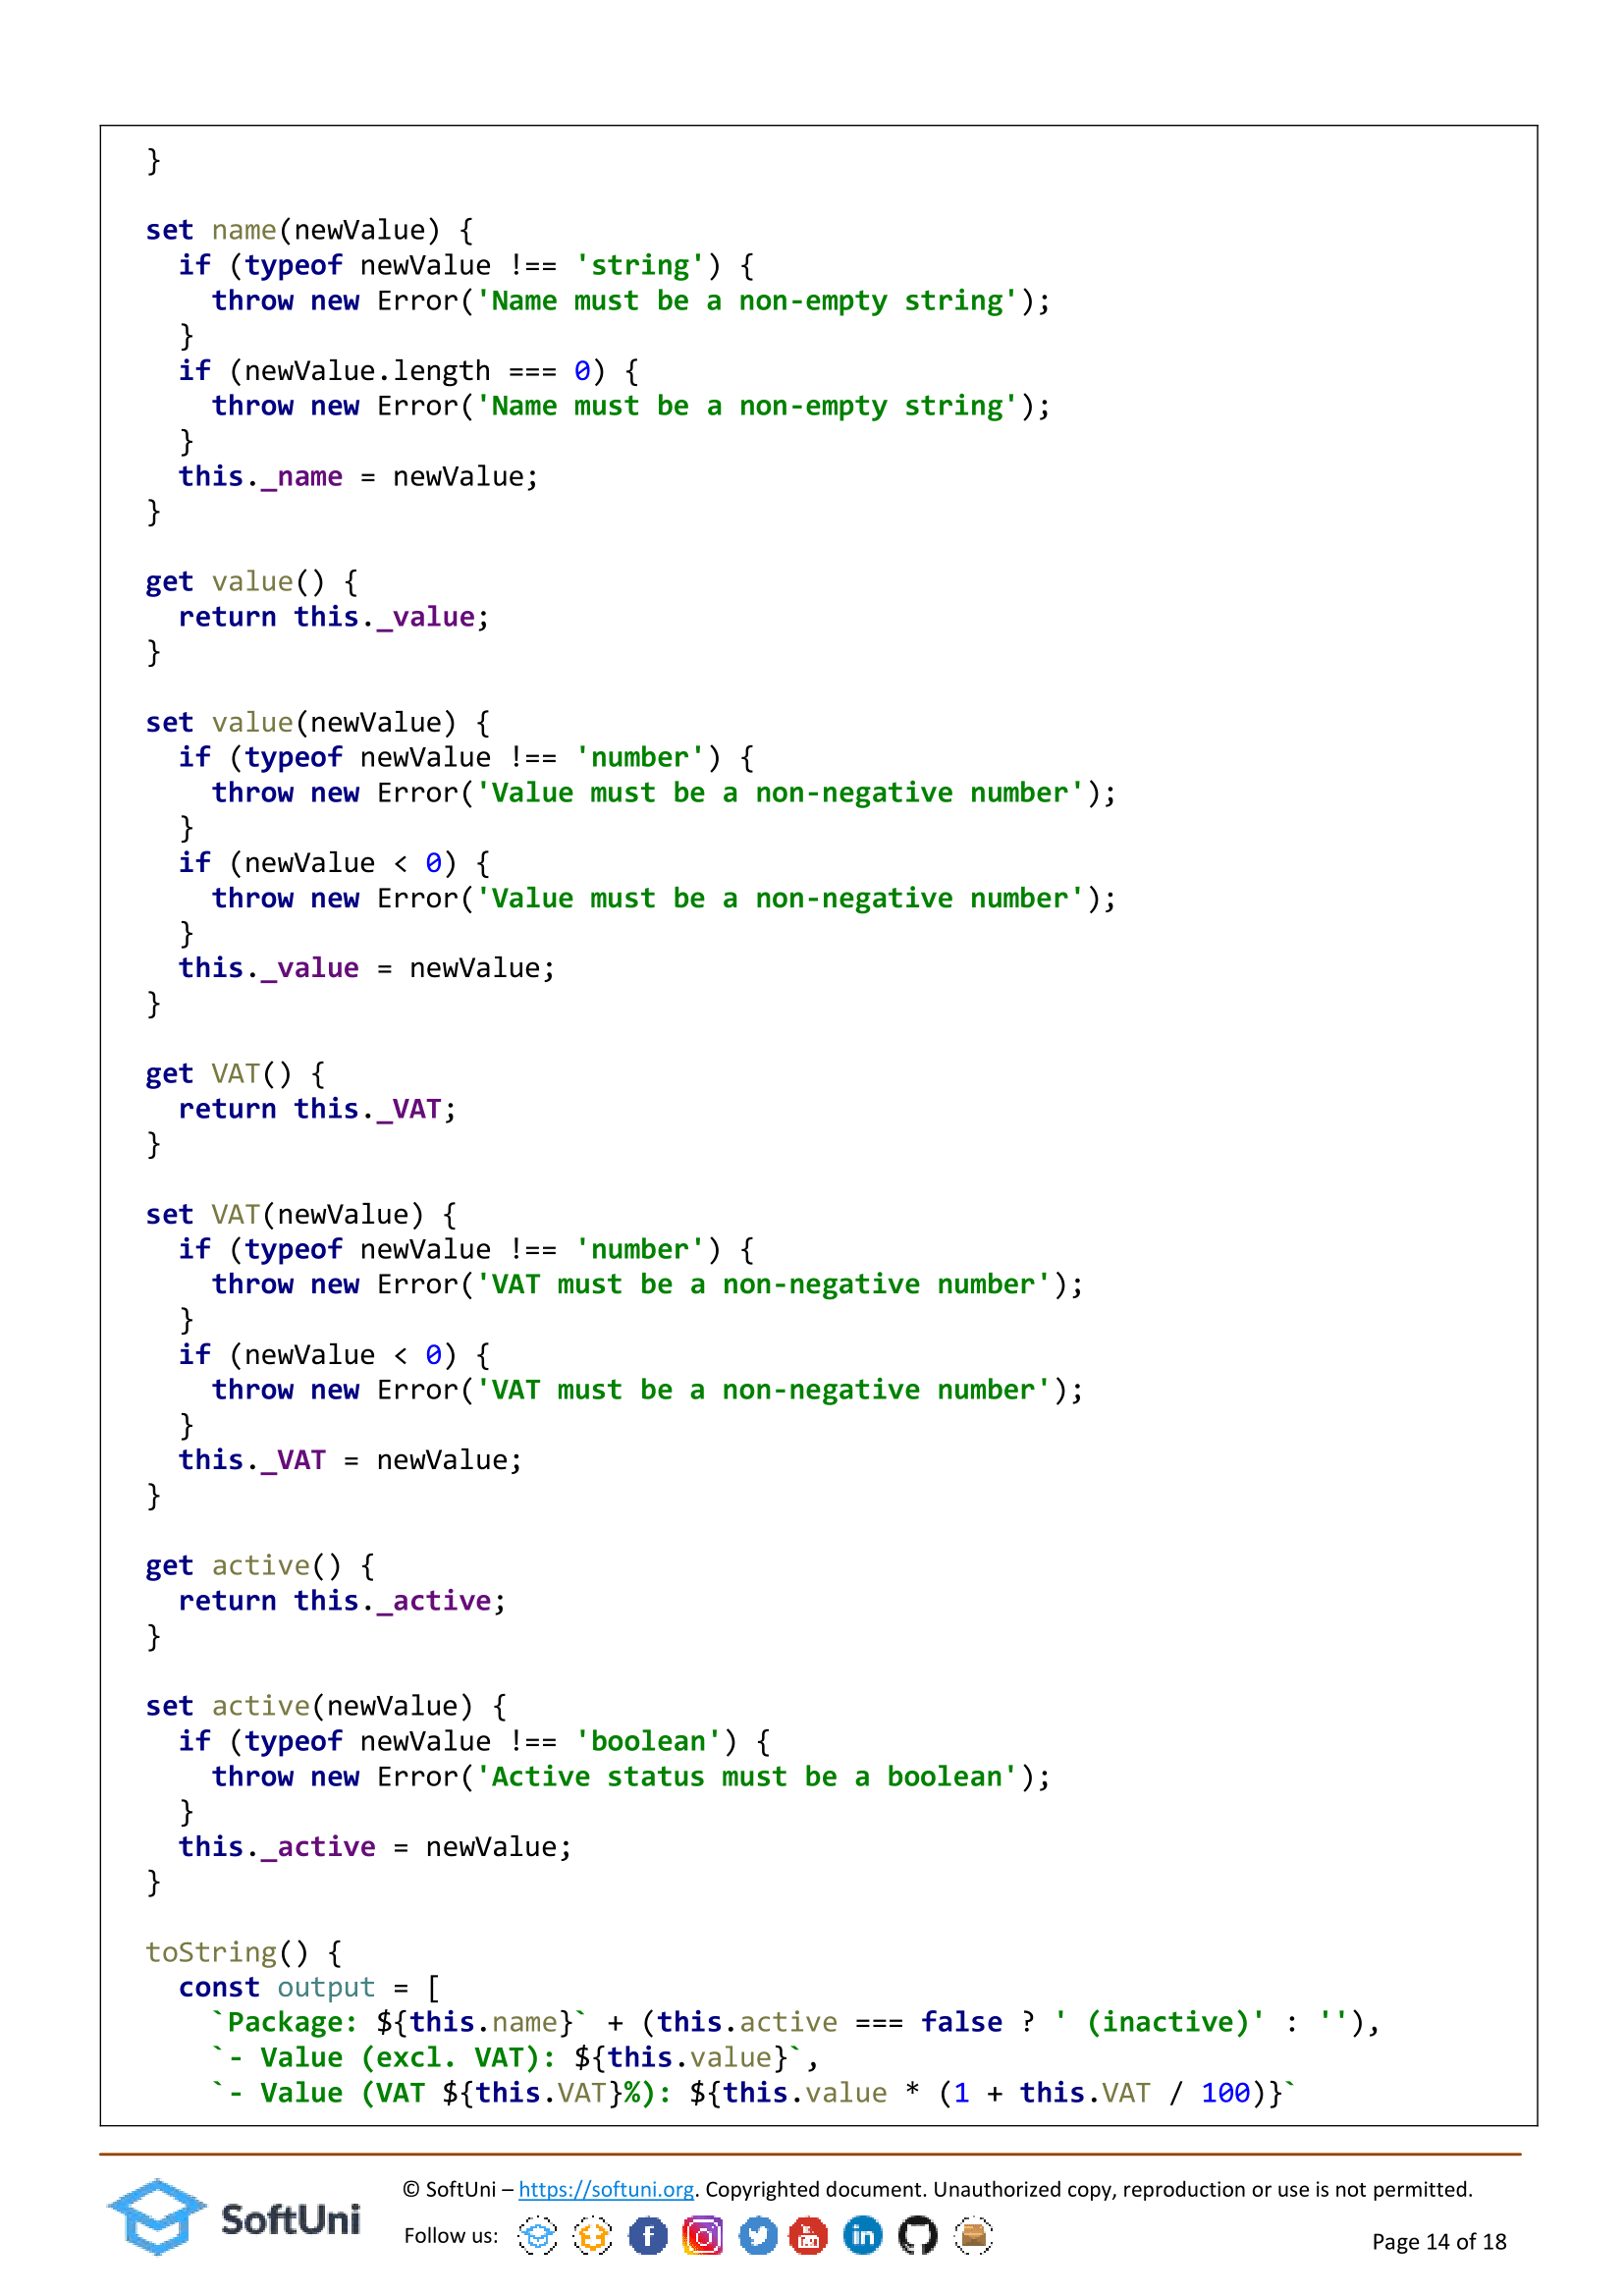 }

set name(newValue) {
  if (typeof newValue !== 'string') {
    throw new Error('Name must be a non-empty string');
  }
  if (newValue.length === 0) {
    throw new Error('Name must be a non-empty string');
  }
  this._name = newValue;
}

get value() {
  return this._value;
}

set value(newValue) {
  if (typeof newValue !== 'number') {
    throw new Error('Value must be a non-negative number');
  }
  if (newValue < 0) {
    throw new Error('Value must be a non-negative number');
  }
  this._value = newValue;
}

get VAT() {
  return this._VAT;
}

set VAT(newValue) {
  if (typeof newValue !== 'number') {
    throw new Error('VAT must be a non-negative number');
  }
  if (newValue < 0) {
    throw new Error('VAT must be a non-negative number');
  }
  this._VAT = newValue;
}

get active() {
  return this._active;
}

set active(newValue) {
  if (typeof newValue !== 'boolean') {
    throw new Error('Active status must be a boolean');
  }
  this._active = newValue;
}

toString() {
  const output = [
    `Package: ${this.name}` + (this.active === false ? ' (inactive)' : ''),
    `- Value (excl. VAT): ${this.value}`,
    `- Value (VAT ${this.VAT}%): ${this.value * (1 + this.VAT / 100)}`
SoftUni
© SoftUni – https://softuni.org. Copyrighted document. Unauthorized copy, reproduction or use is not permitted.
Follow us:
Page 14 of 18